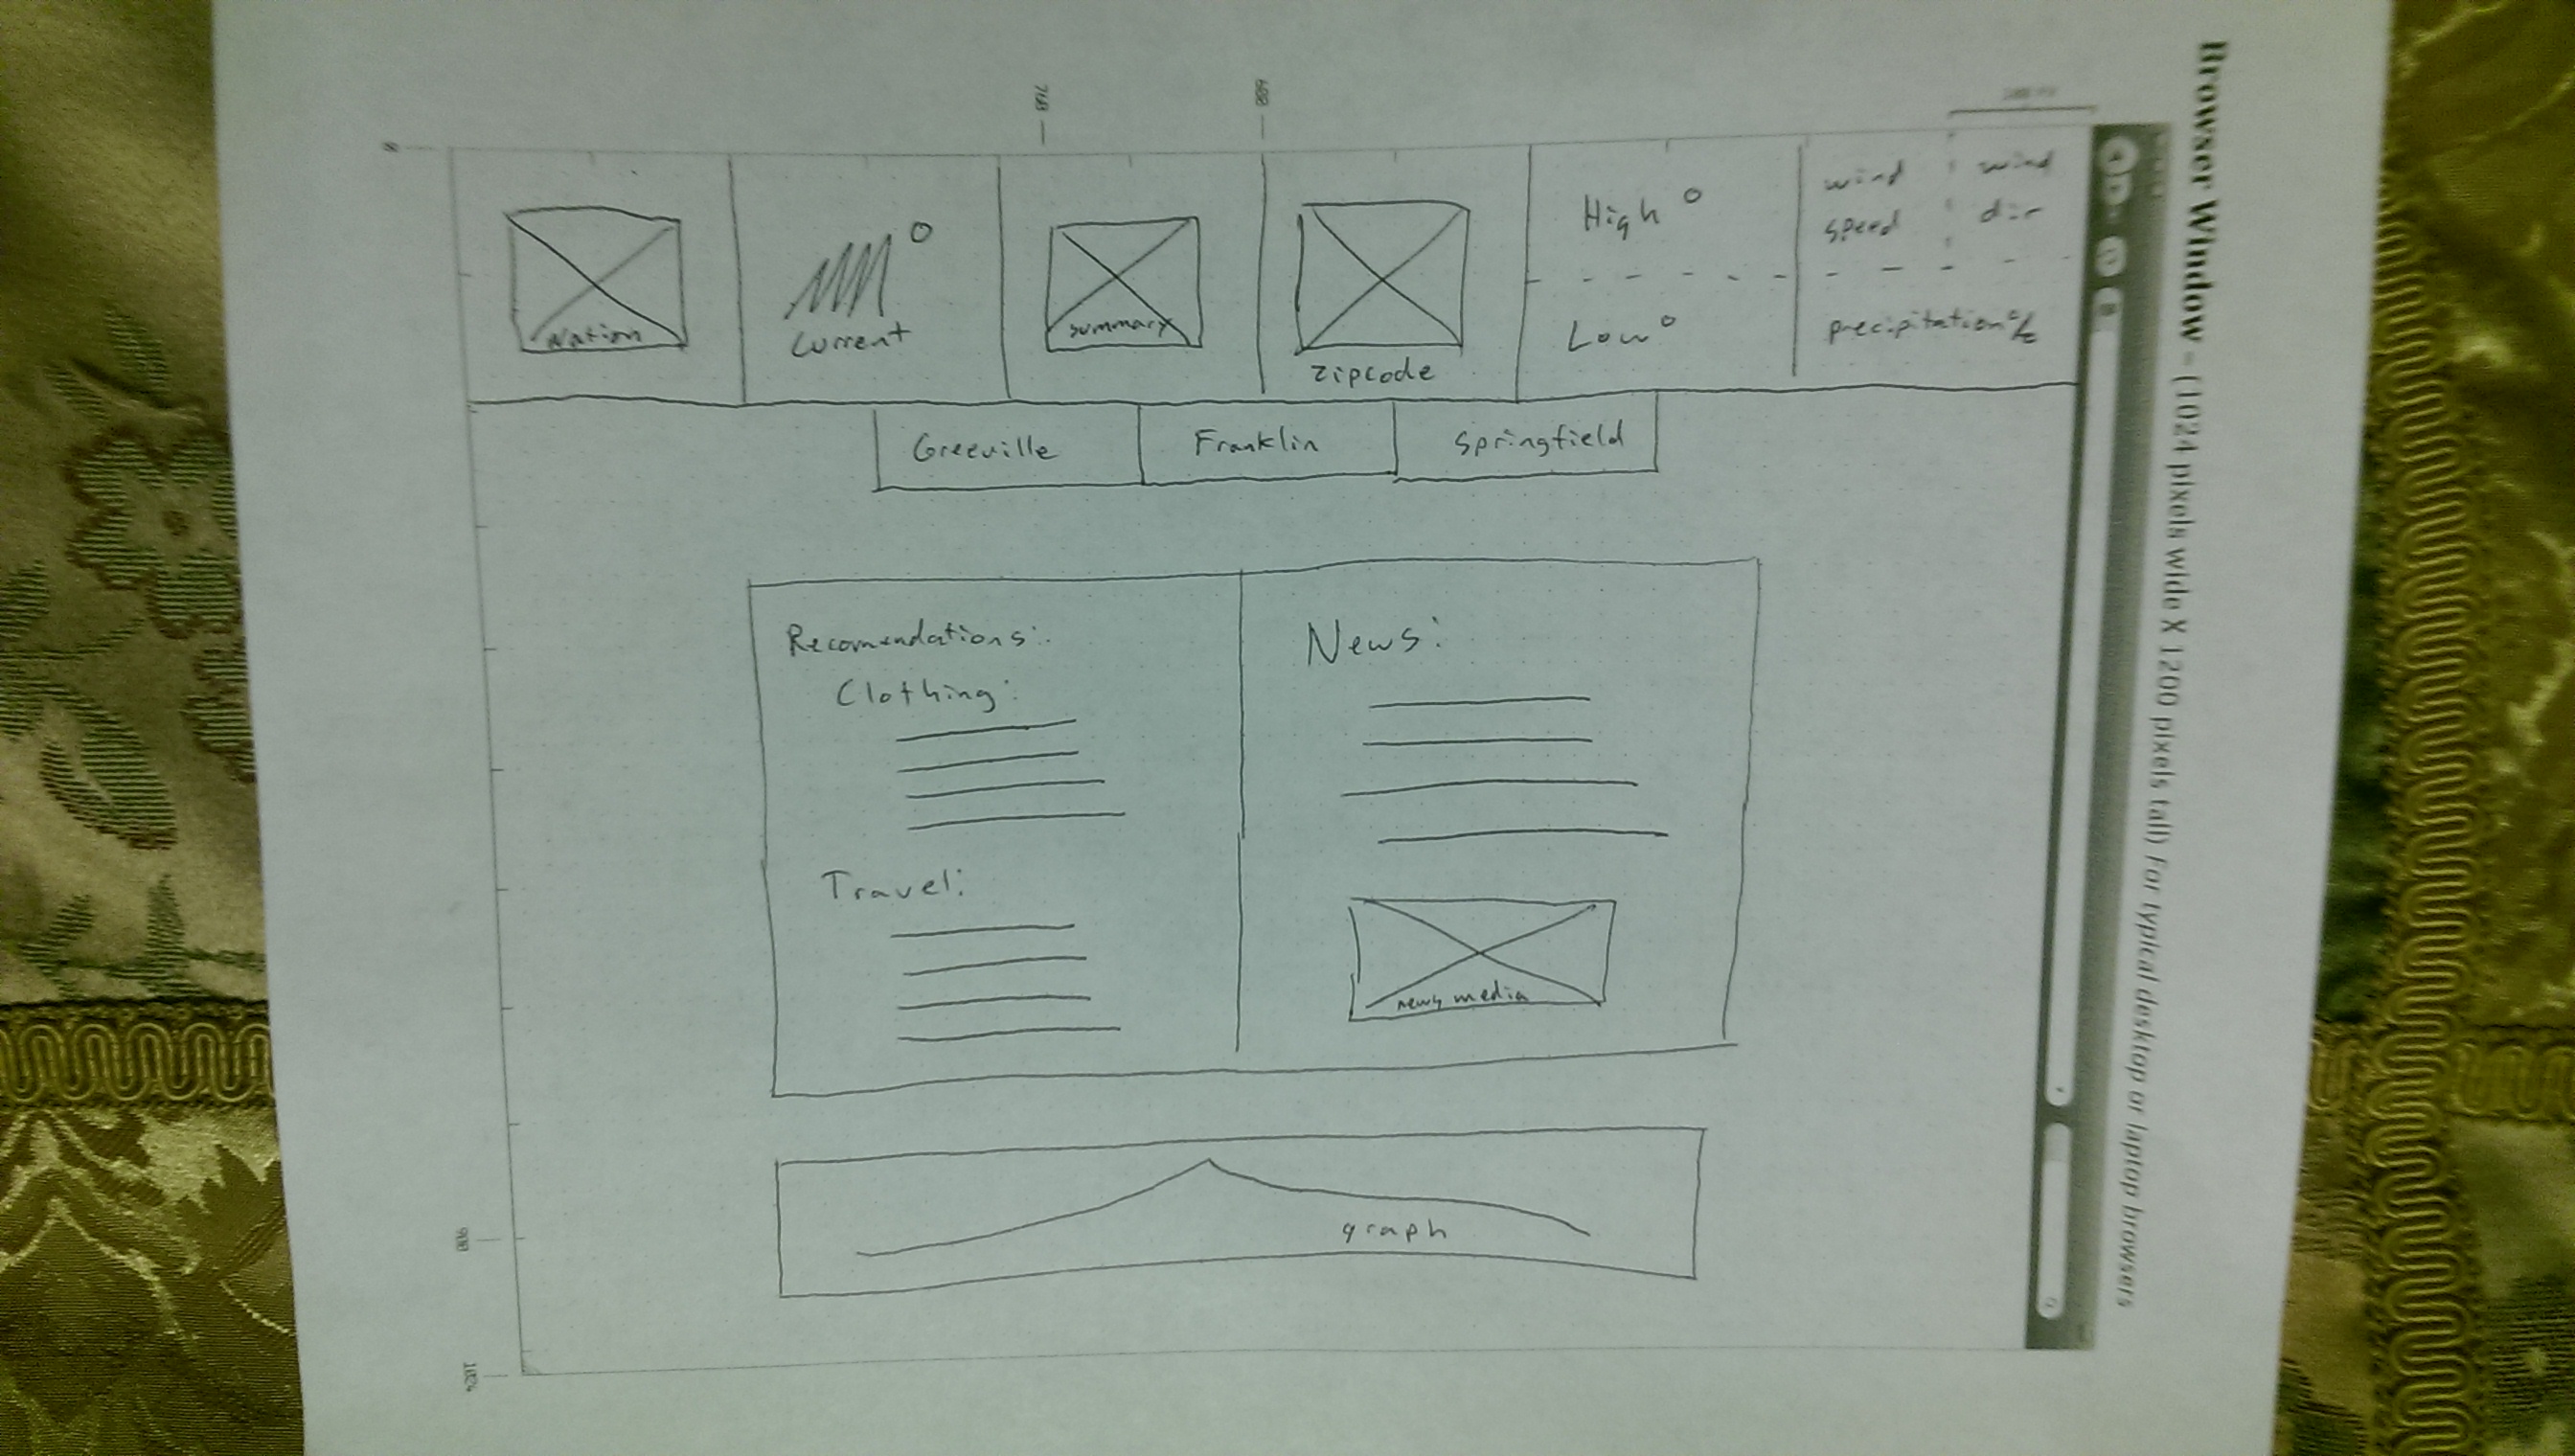 Browser Window - (1024 pixels wide X 1200 pixels tall) For typical desktop or laptop browsers
760
600
0
900
1024
Nation
Current
summary
zipcode
High °
Low °
wind speed
wind dir
precipitation%
Greeville
Franklin
Springfield
Recomendations:
Clothing:
Travel:
News:
news media
graph